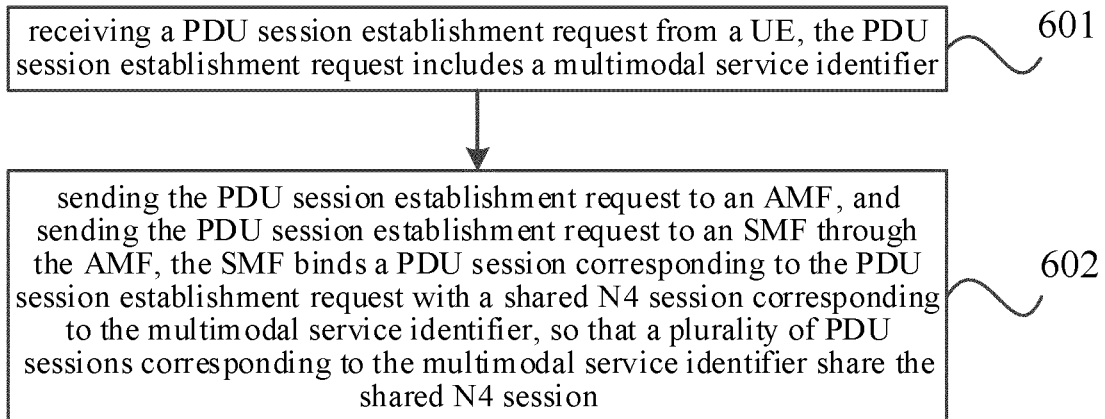 receiving a PDU session establishment request from a UE, the PDU
session establishment request includes a multimodal service identifier
601
sending the PDU session establishment request to an AMF, and
sending the PDU session establishment request to an SMF through
the AMF, the SMF binds a PDU session corresponding to the PDU
session establishment request with a shared N4 session corresponding
to the multimodal service identifier, so that a plurality of PDU
sessions corresponding to the multimodal service identifier share the
shared N4 session
602